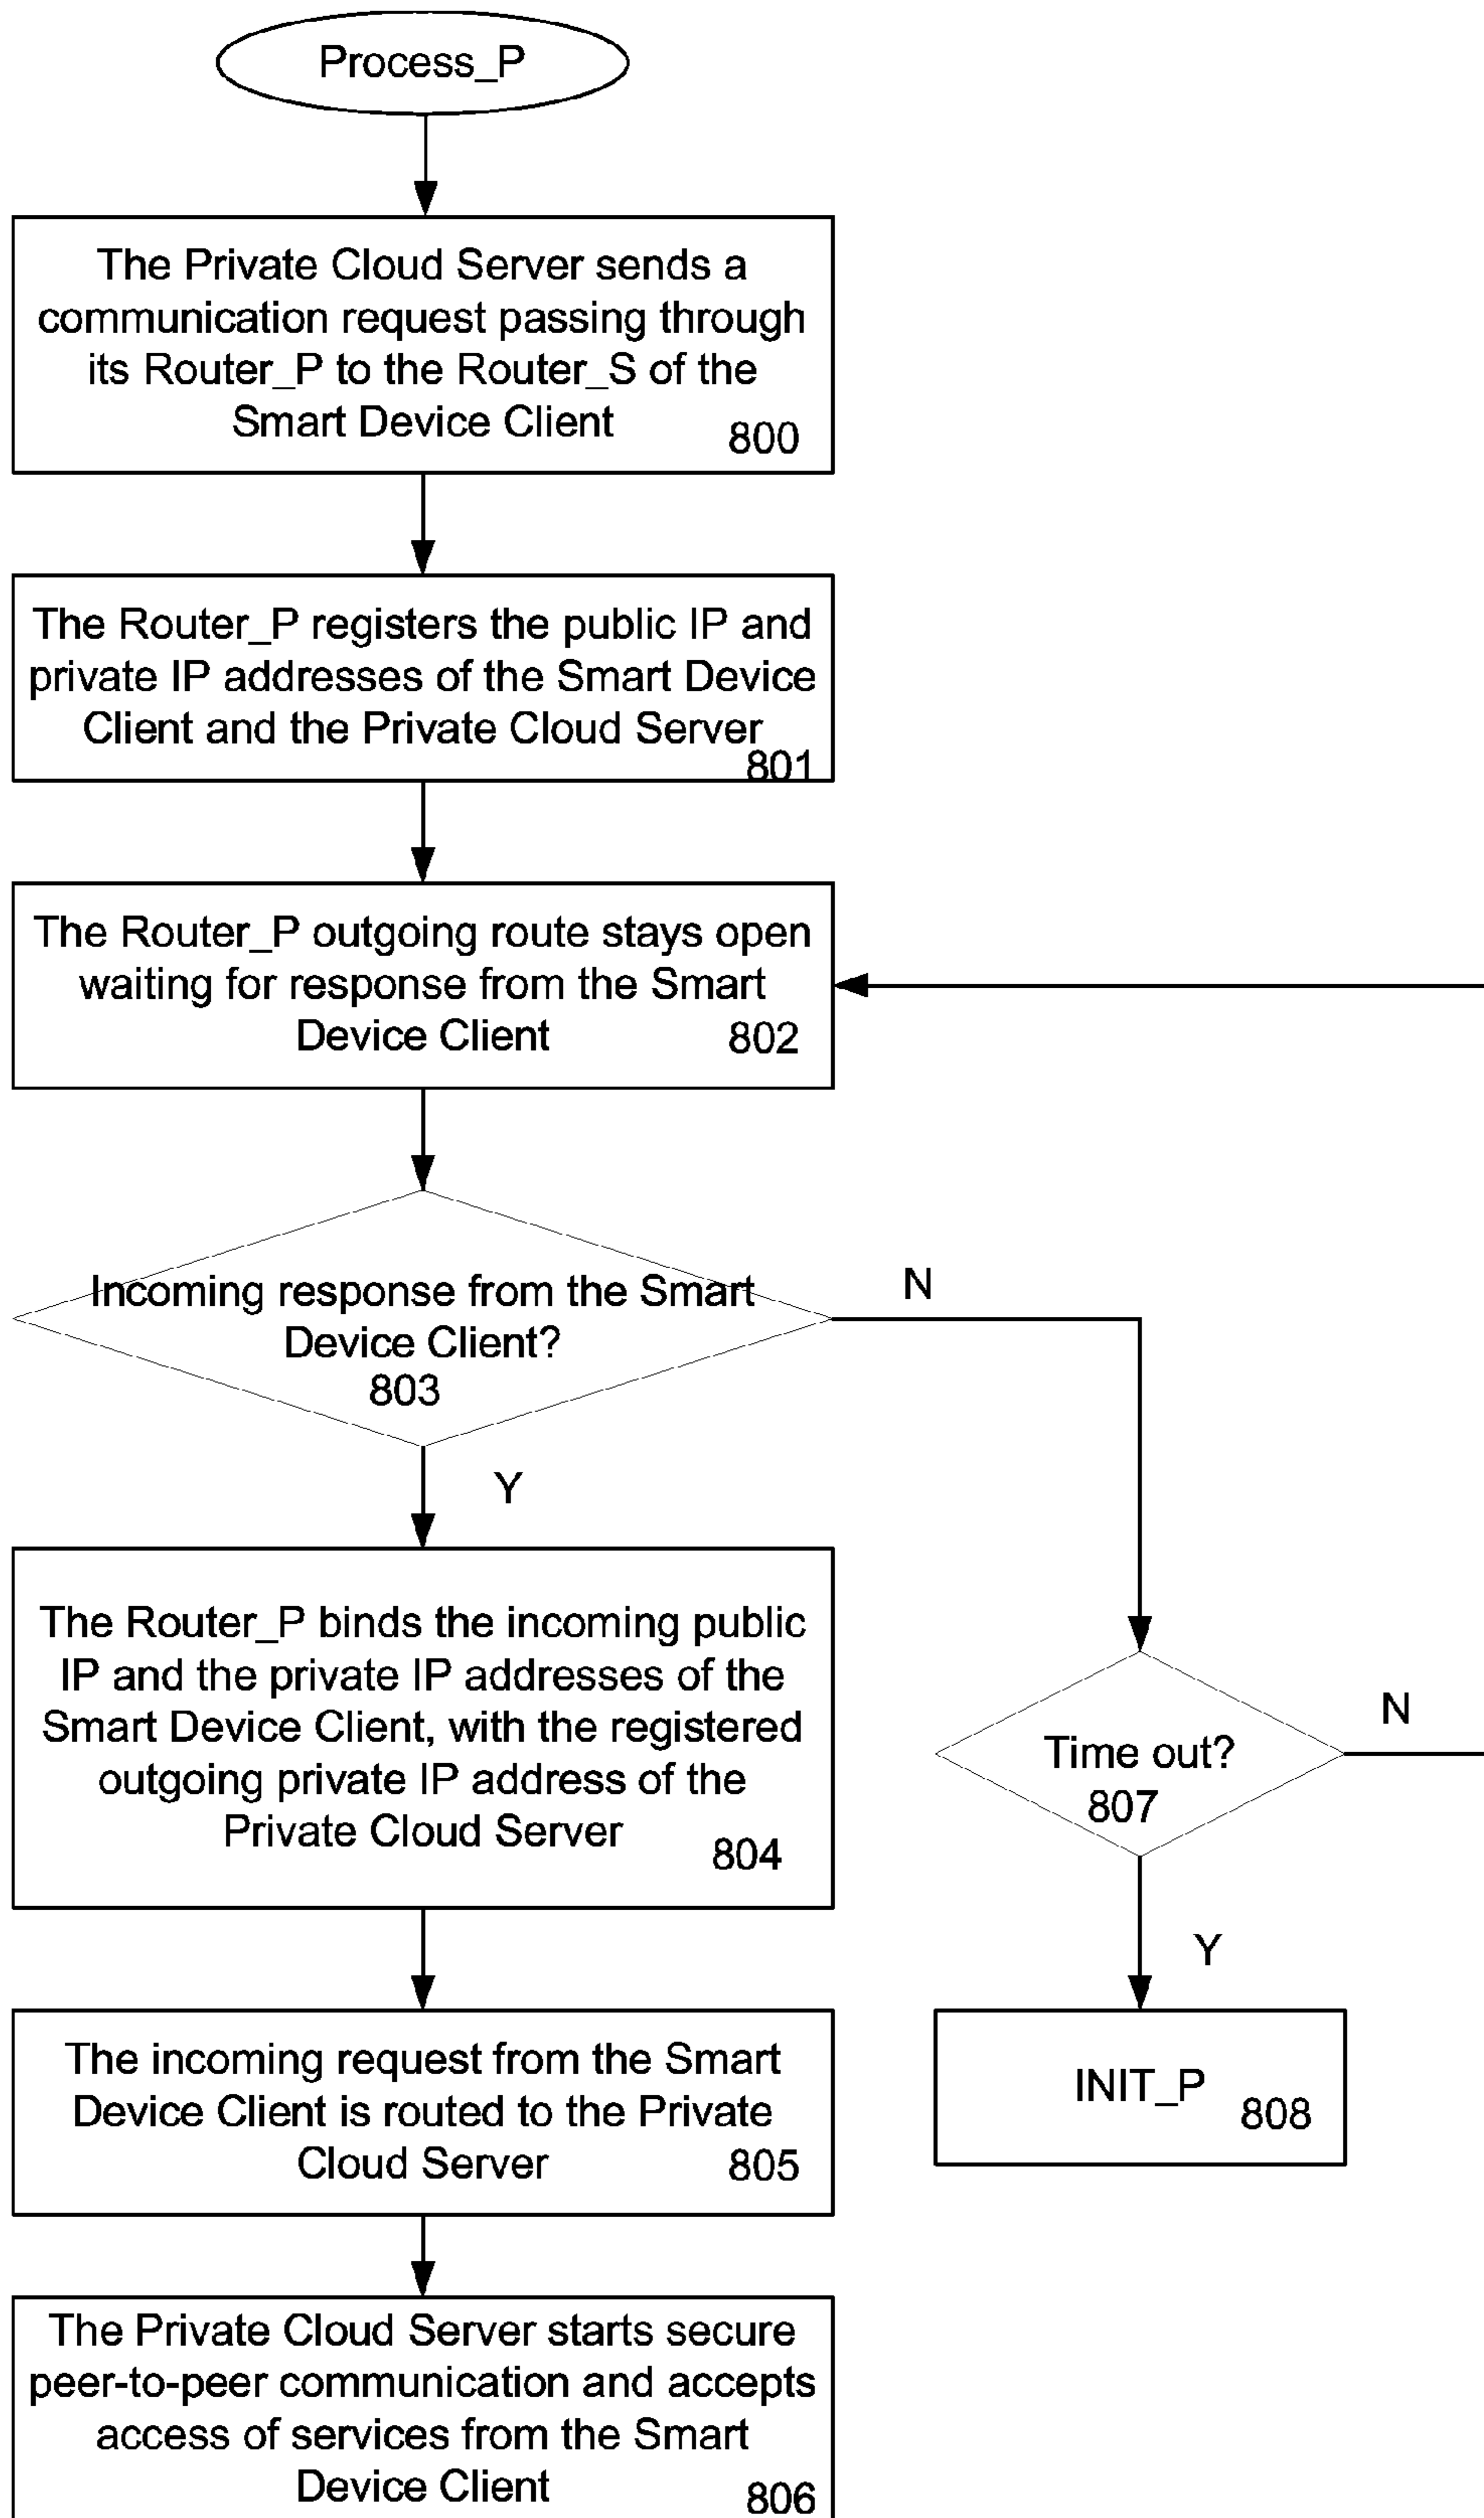 Process_P
The Private Cloud Server sends a
communication request passing through
its Router_P to the Router_S of the
Smart Device Client
800
The Router_P registers the public IP and
private IP addresses of the Smart Device
Client and the Private Cloud Server
801
The Router_P outgoing route stays open
waiting for response from the Smart
Device Client
802
Incoming response from the Smart
Device Client?
803
N
Y
The Router_P binds the incoming public
IP and the private IP addresses of the
Smart Device Client, with the registered
outgoing private IP address of the
Private Cloud Server
804
Time out?
807
N
Y
The incoming request from the Smart
Device Client is routed to the Private
Cloud Server
805
INIT_P
808
The Private Cloud Server starts secure
peer-to-peer communication and accepts
access of services from the Smart
Device Client
806